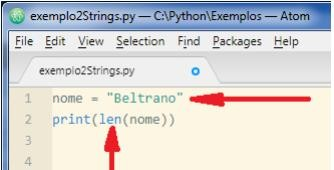 exemplo2Strings.py — C:\Python\Exemplos — Atom
File Edit View Selection Find Packages Help
exemplo2Strings.py
1 nome = "Beltrano"
2 print(len(nome))
3
4